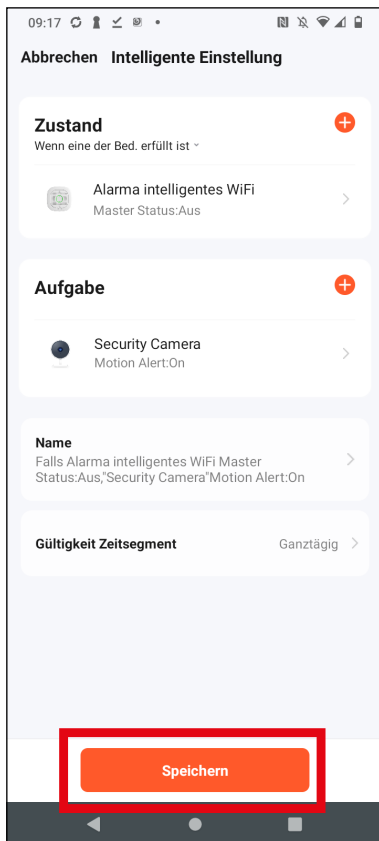 09:17
Abbrechen Intelligente Einstellung
Zustand
Wenn eine der Bed. erfüllt ist
Alarma intelligentes WiFi
Master Status:Aus
Aufgabe
Security Camera
Motion Alert:On
Name
Falls Alarma intelligentes WiFi Master
Status:Aus,"Security Camera"Motion Alert:On
Gültigkeit Zeitsegment Ganztägig
Speichern